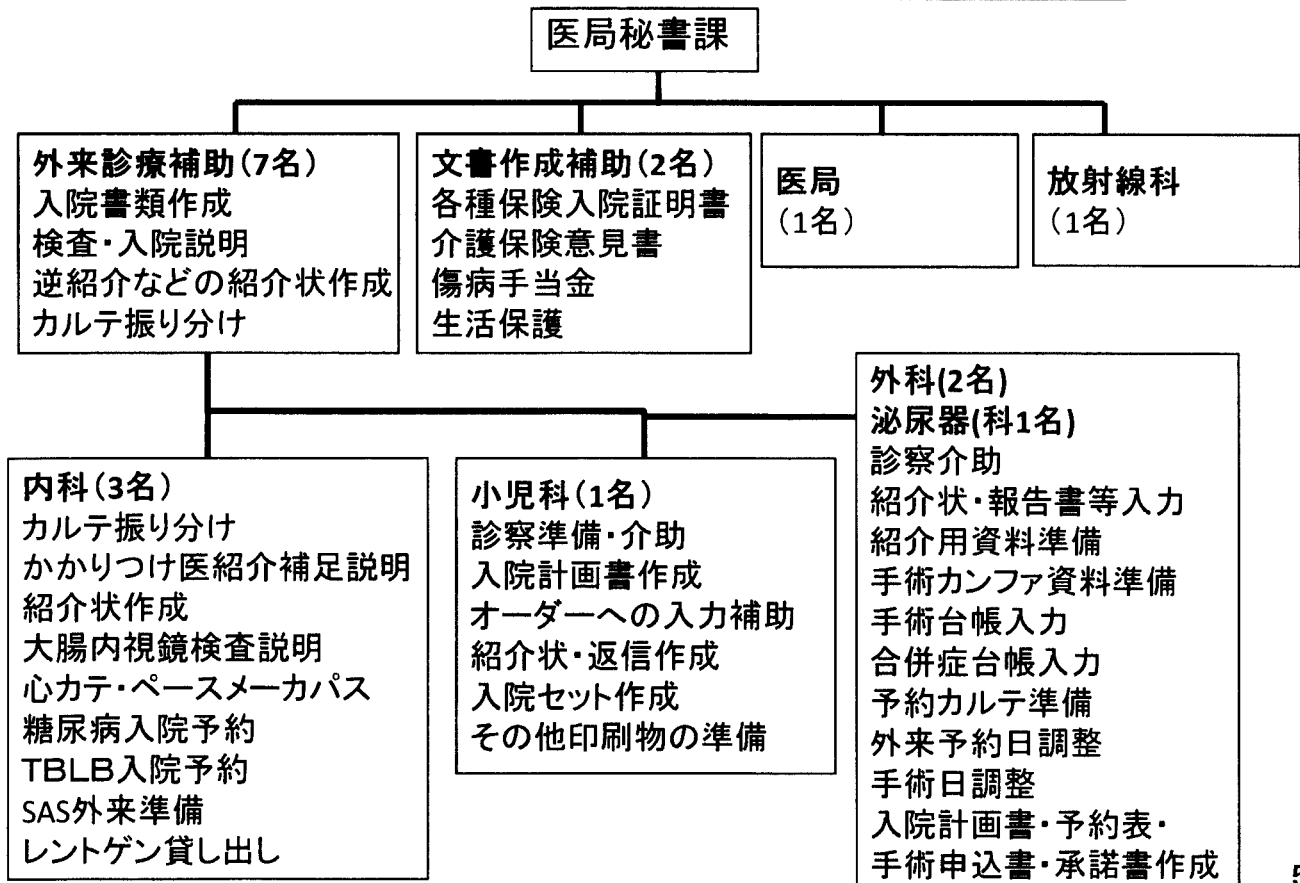 医局秘書課
外来診療補助(7名)
入院書類作成
検査・入院説明
逆紹介などの紹介状作成
カルテ振り分け
文書作成補助(2名)
各種保険入院証明書
介護保険意見書
傷病手当金
生活保護
医局
(1名)
放射線科
(1名)
内科(3名)
カルテ振り分け
かかりつけ医紹介補足説明
紹介状作成
大腸内視鏡検査説明
心カテ・ペースメーカパス
糖尿病入院予約
TBLB入院予約
SAS外来準備
レントゲン貸し出し
小児科(1名)
診察準備・介助
入院計画書作成
オーダーへの入力補助
紹介状・返信作成
入院セット作成
その他印刷物の準備
外科(2名)
泌尿器(科1名)
診察介助
紹介状・報告書等入力
紹介用資料準備
手術カンファ資料準備
手術台帳入力
合併症台帳入力
予約カルテ準備
外来予約日調整
手術日調整
入院計画書・予約表・
手術申込書・承諾書作成